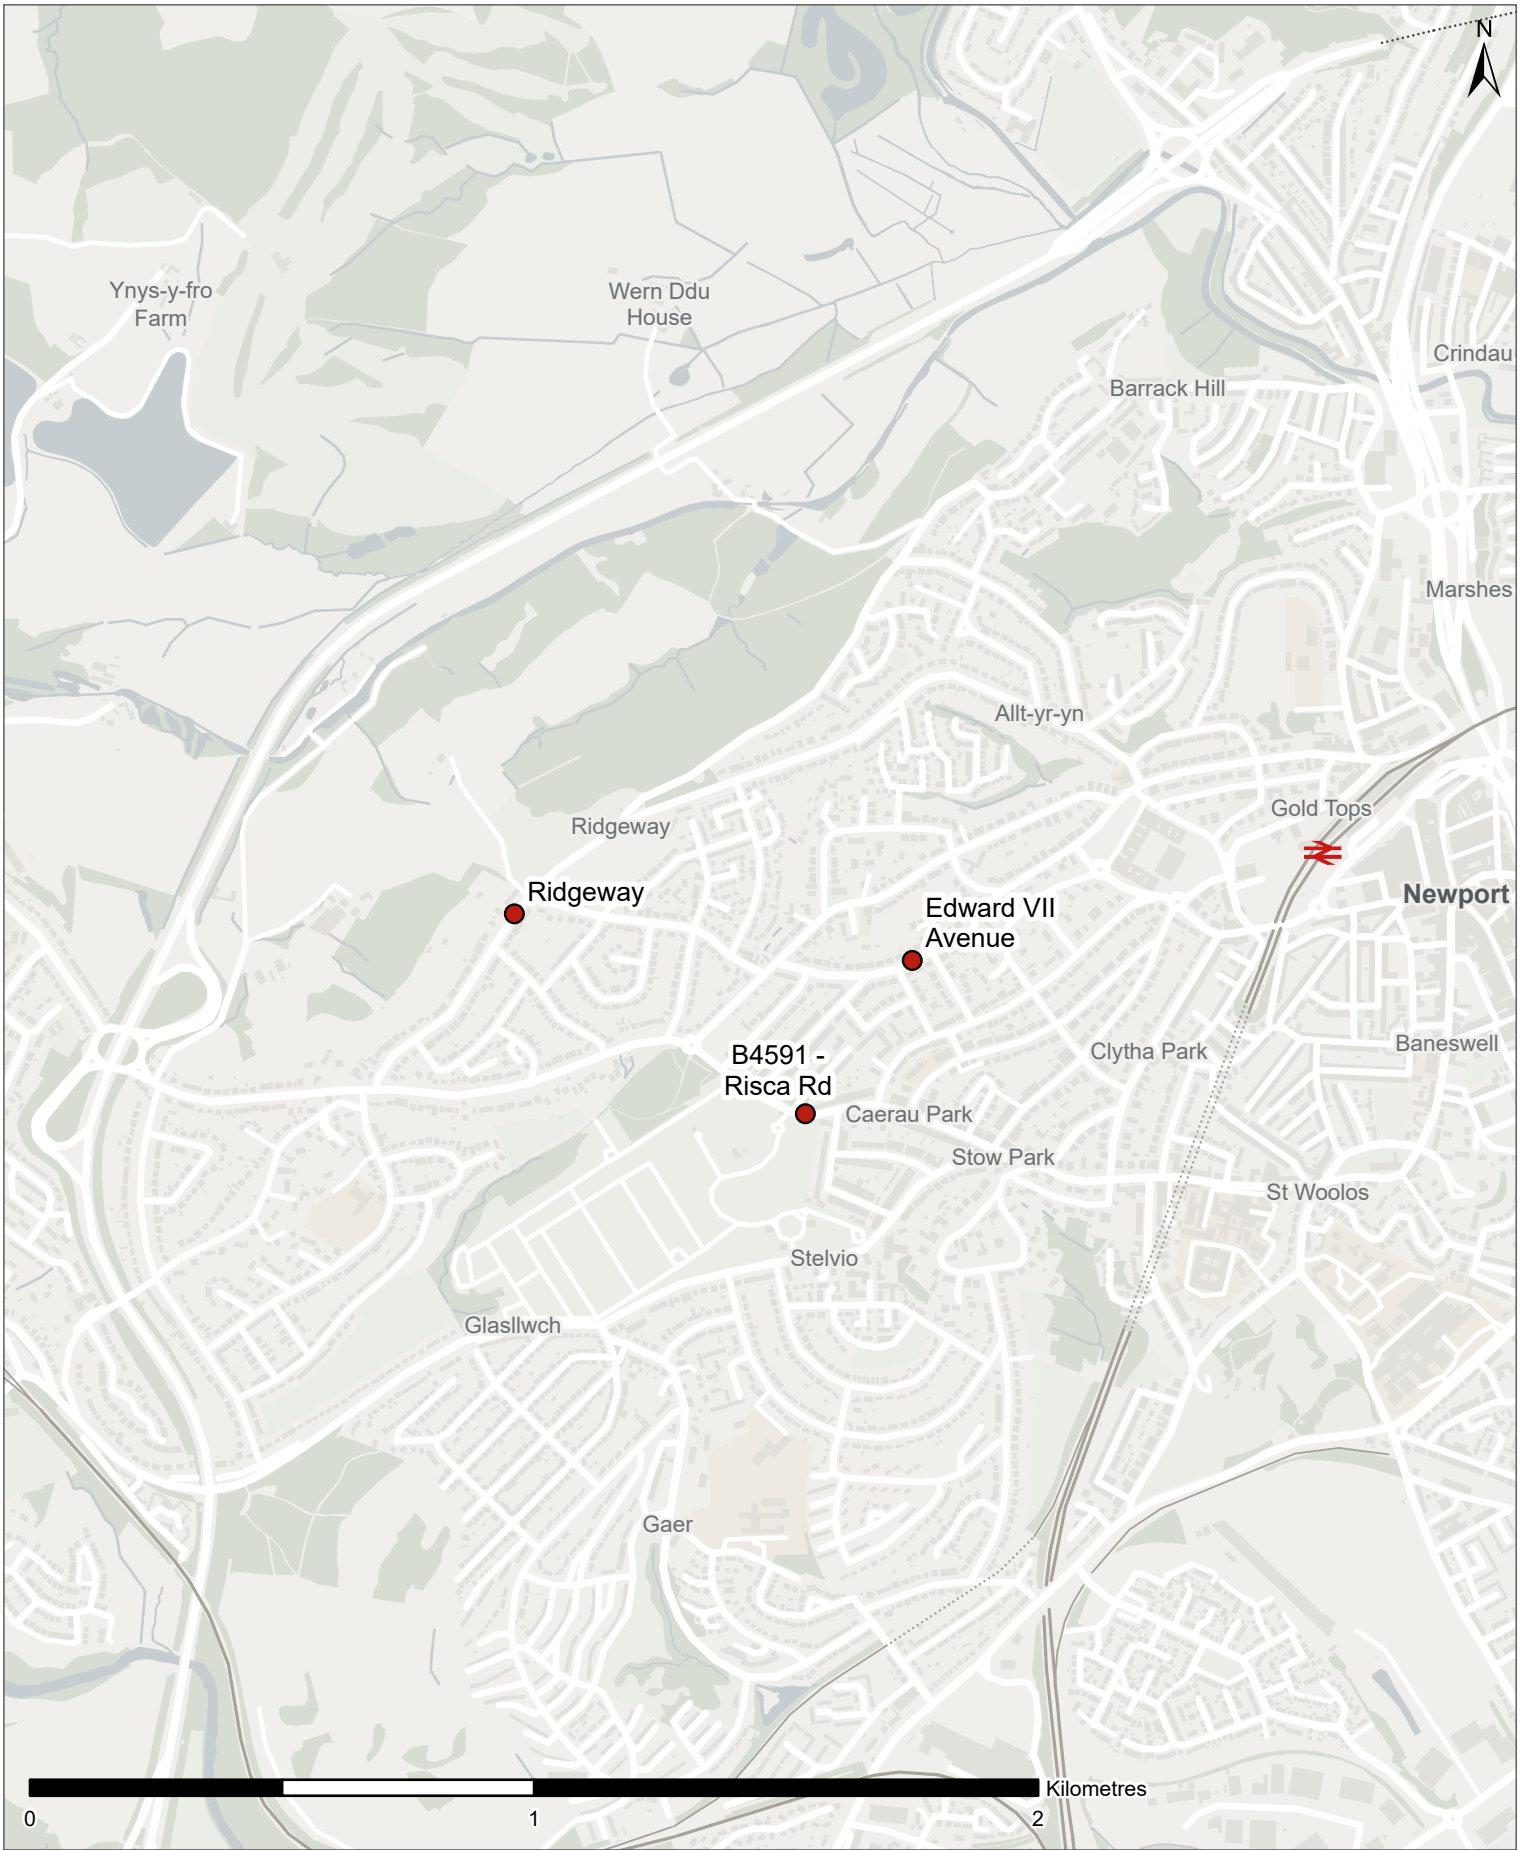 N
Ynys-y-fro
Farm
Wern Ddu
House
Crindau
Barrack Hill
Marshes
Allt-yr-yn
Gold Tops
Ridgeway
Ridgeway
Newport
Edward VII
Avenue
B4591 -
Risca Rd
Clytha Park
Baneswell
Caerau Park
Stow Park
St Woolos
Stelvio
Glasllwch
Gaer
Kilometres
0
1
2